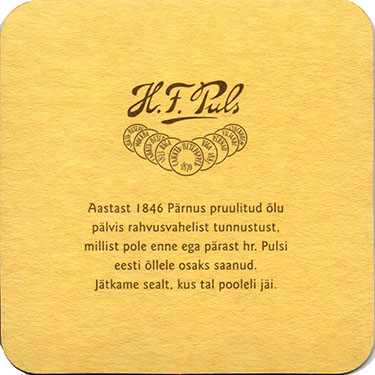 H. F. Puls
1870
Aastast 1846 Pärnus pruulitud õlu
pälvis rahvusvahelist tunnustust,
millist pole enne ega pärast hr. Pulsi
eesti õllele osaks saanud.
Jätkame sealt, kus tal pooleli jäi.